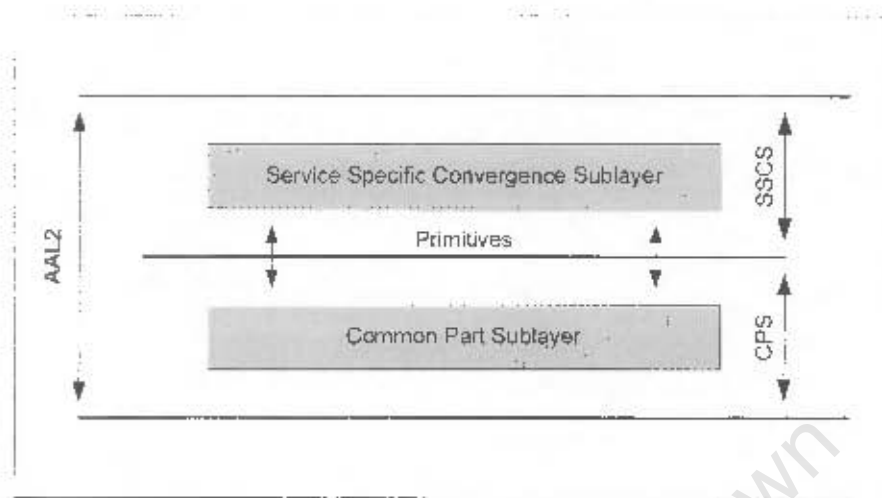 Service Specific Convergence Sublayer
SSCS
Primitives
AAL2
Common Part Sublayer
CPS